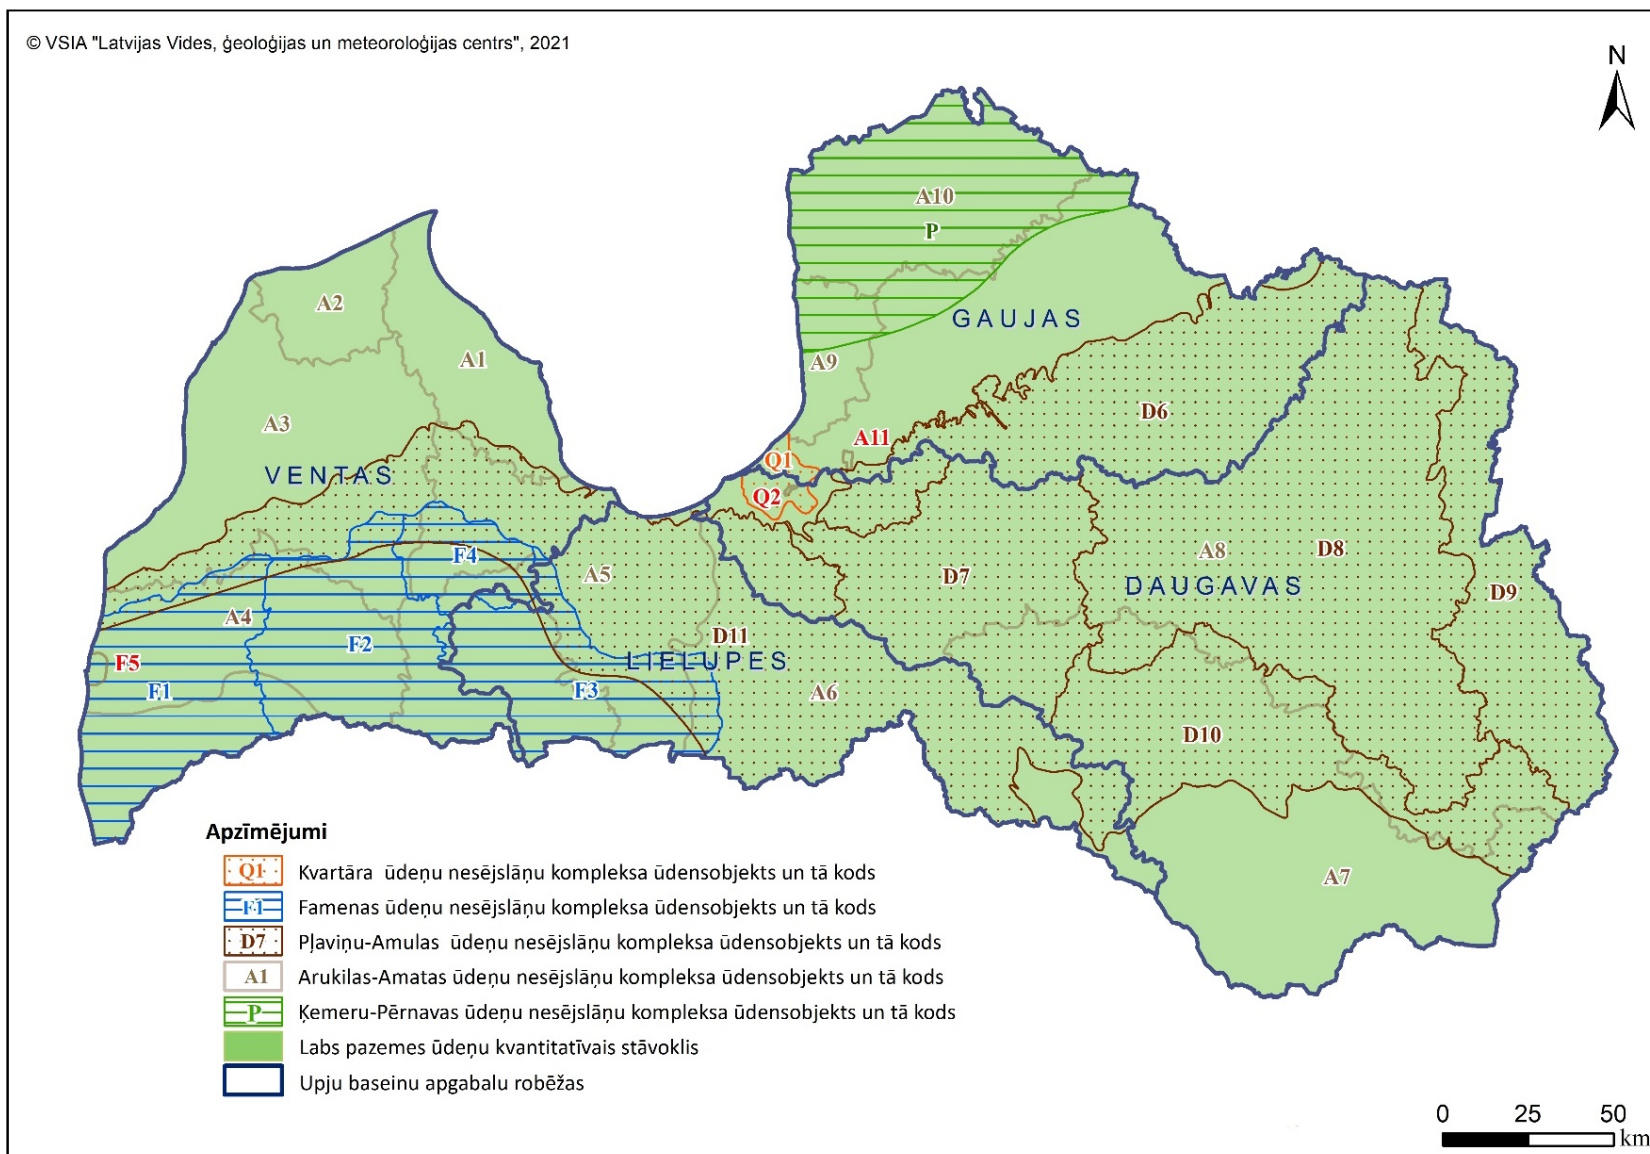 © VSIA "Latvijas Vides, ģeoloģijas un meteoroloģijas centrs", 2021
N
A10
P
A2
GAUJAS
A1
A9
A3
D6
A11
Q1
VENTAS
Q2
F4
A8
D8
A5
D7
DAUGAVAS
D9
A4
F2
D11
F5
LIELUPES
F1
F3
A6
D10
A7
Apzīmējumi
Q1 Kvartāra ūdeņu nesējslāņu kompleksa ūdensobjekts un tā kods
F1 Famenas ūdeņu nesējslāņu kompleksa ūdensobjekts un tā kods
D7 Pļaviņu-Amulas ūdeņu nesējslāņu kompleksa ūdensobjekts un tā kods
A1 Arukilas-Amatas ūdeņu nesējslāņu kompleksa ūdensobjekts un tā kods
P Ķemeru-Pērnavas ūdeņu nesējslāņu kompleksa ūdensobjekts un tā kods
Labs pazemes ūdeņu kvantitatīvais stāvoklis
Upju baseinu apgabalu robēžas
0 25 50
km